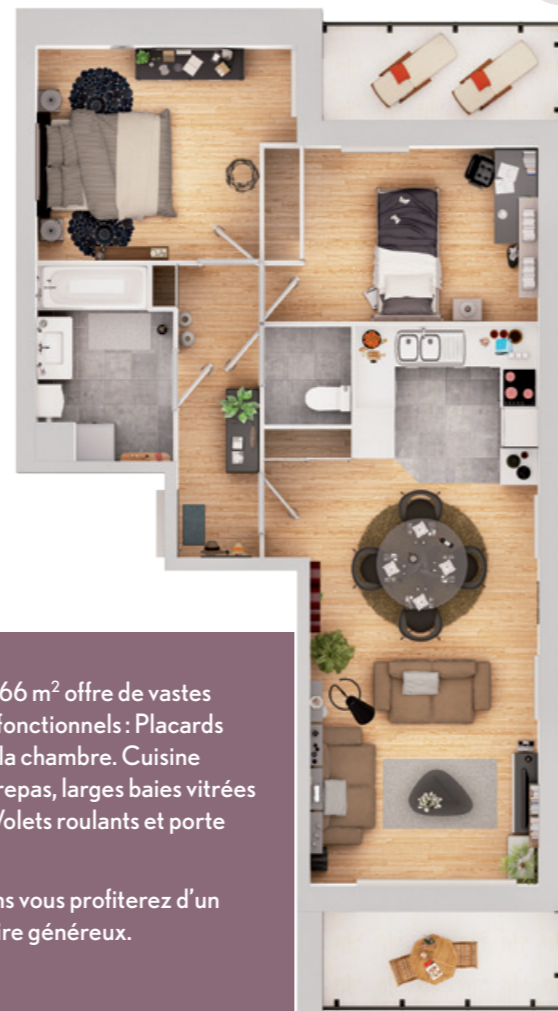 66 m² offre de vastes
fonctionnels : Placards
la chambre. Cuisine
repas, larges baies vitrées
Volets roulants et porte
ns vous profiterez d'un
ire généreux.